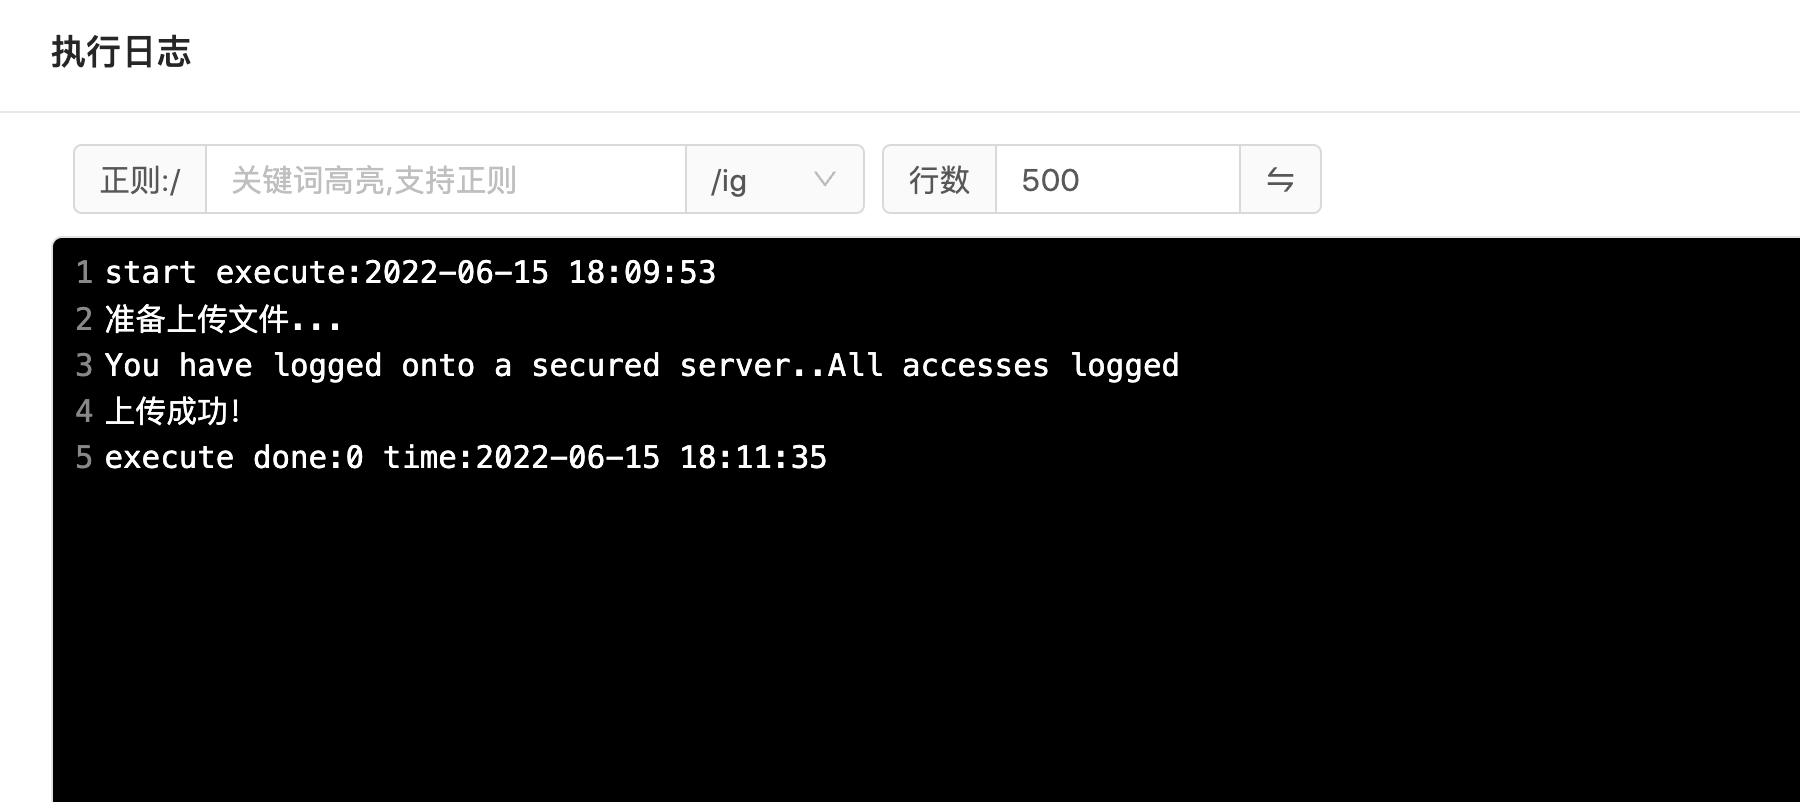 执行日志
正则:/ 关键词高亮,支持正则 /ig 行数 500 ⇋
1 start execute:2022-06-15 18:09:53
2 准备上传文件...
3 You have logged onto a secured server..All accesses logged
4 上传成功!
5 execute done:0 time:2022-06-15 18:11:35